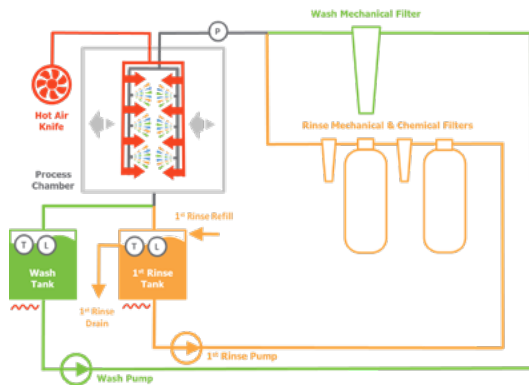 Wash Mechanical Filter
P
Hot Air
Knife
Rinse Mechanical & Chemical Filters
Process
Chamber
1st Rinse Refill
T L
T L
Wash
Tank
1st Rinse
Tank
1st Rinse
Drain
1st Rinse Pump
Wash Pump